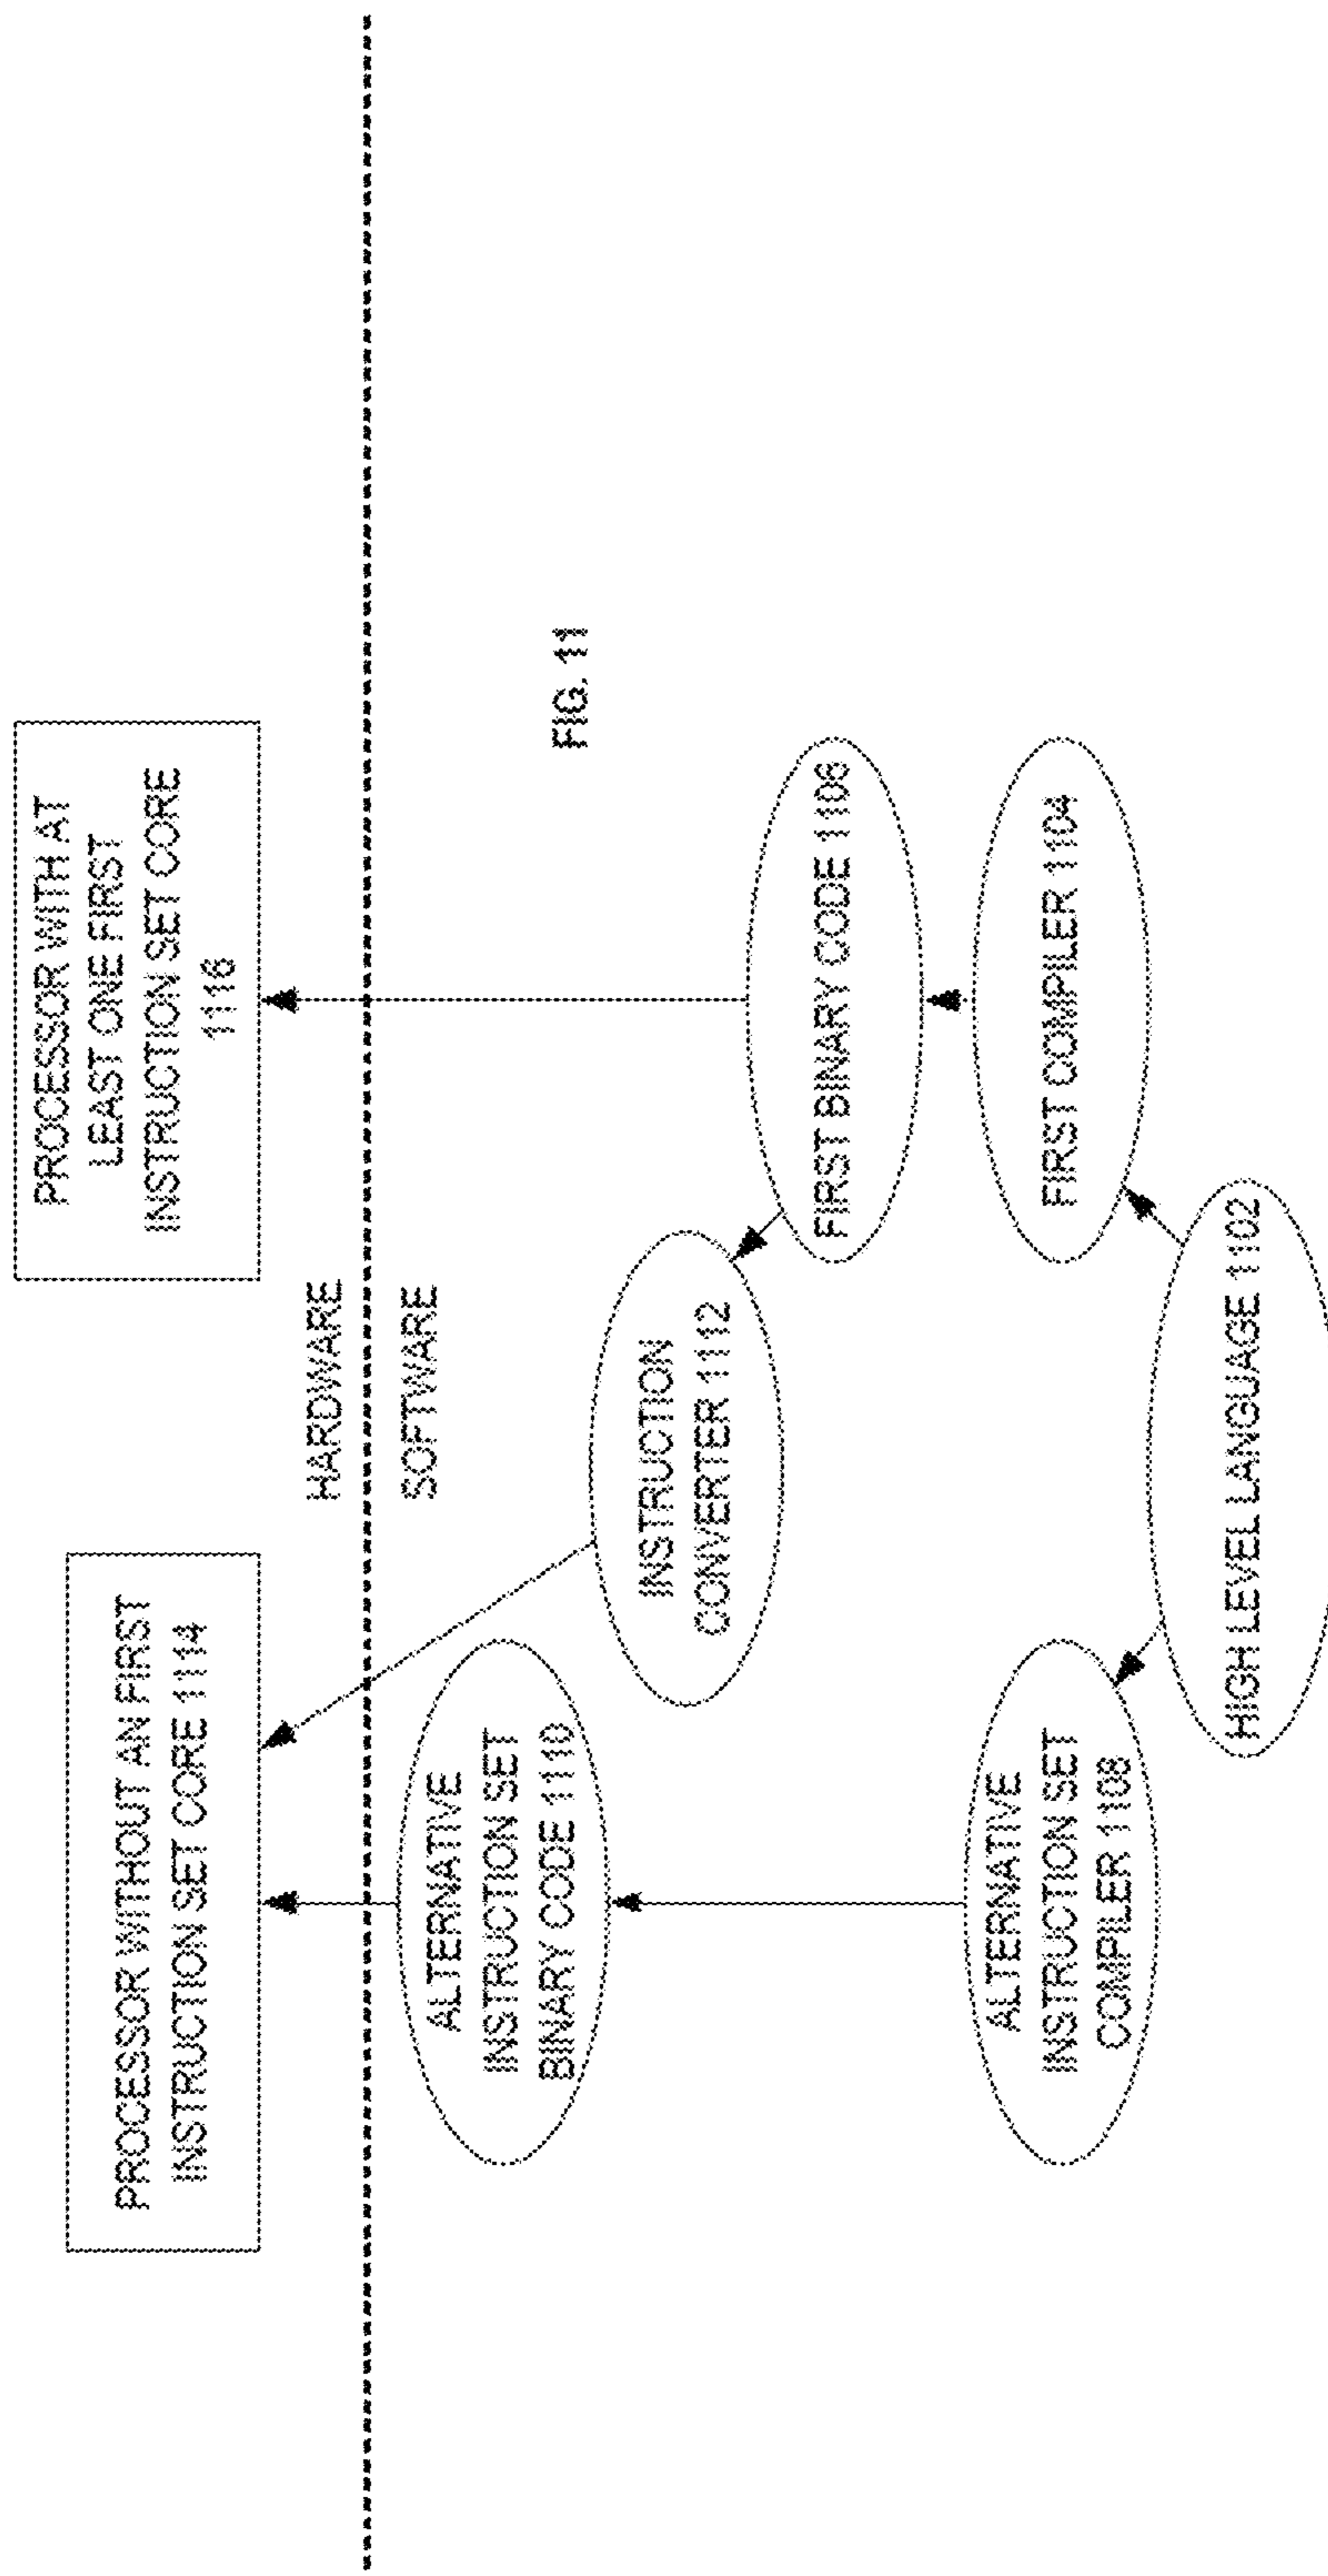 PROCESSOR WITHOUT AN FIRST
INSTRUCTION SET CORE 1114
PROCESSOR WITH AT
LEAST ONE FIRST
INSTRUCTION SET CORE
1116
HARDWARE
SOFTWARE
ALTERNATIVE
INSTRUCTION SET
BINARY CODE 1110
INSTRUCTION
CONVERTER 1112
FIG. 11
FIRST BINARY CODE 1106
ALTERNATIVE
INSTRUCTION SET
COMPILER 1108
FIRST COMPILER 1104
HIGH LEVEL LANGUAGE 1102